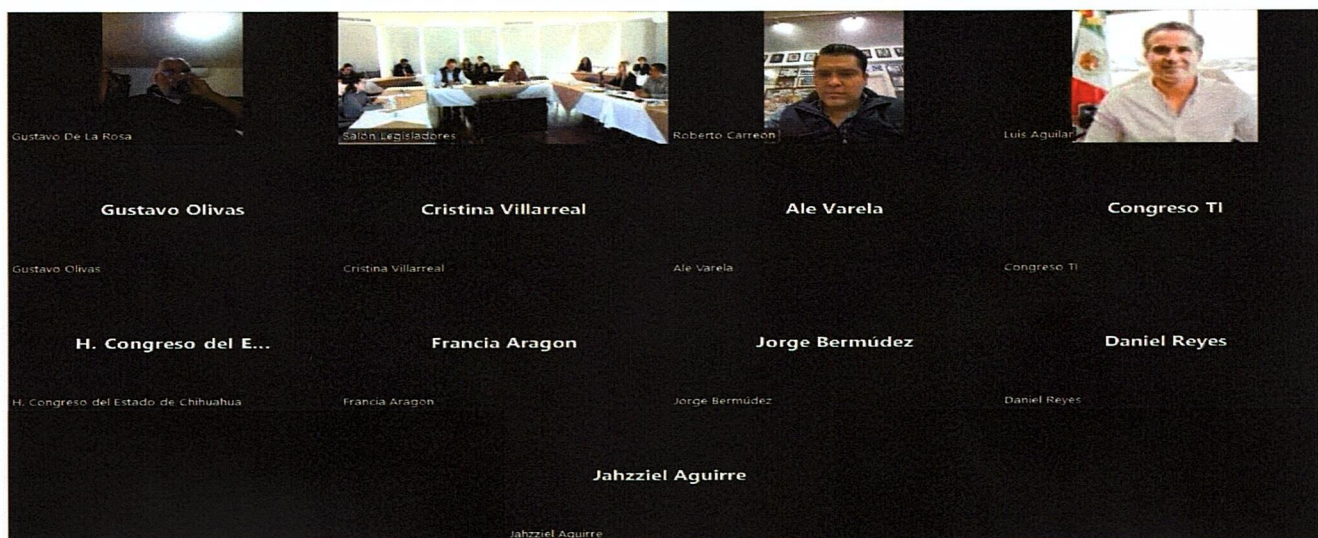 Gustavo De La Rosa
Salón Legisladores
Roberto Carreón
Luis Aguilar
Gustavo Olivas
Cristina Villarreal
Ale Varela
Congreso TI
Gustavo Olivas
Cristina Villarreal
Ale Varela
Congreso TI
H. Congreso del E...
Francia Aragon
Jorge Bermúdez
Daniel Reyes
H. Congreso del Estado de Chihuahua
Francia Aragon
Jorge Bermúdez
Daniel Reyes
Jahzziel Aguirre
Jahzziel Aguirre